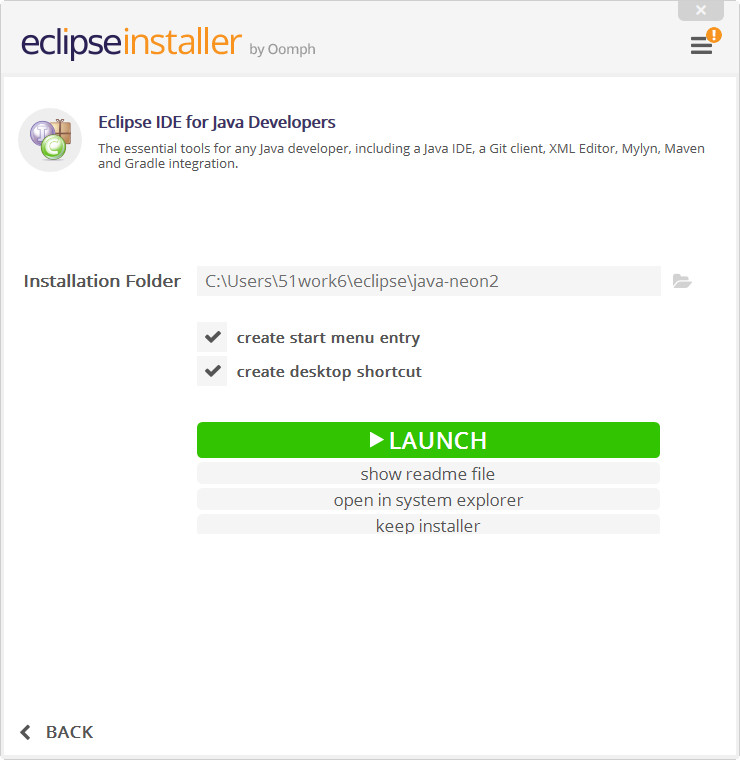 eclipseinstaller by Oomph
Eclipse IDE for Java Developers
The essential tools for any Java developer, including a Java IDE, a Git client, XML Editor, Mylyn, Maven
and Gradle integration.
Installation Folder C:\Users\51work6\eclipse\java-neon2
create start menu entry
create desktop shortcut
LAUNCH
show readme file
open in system explorer
keep installer
BACK